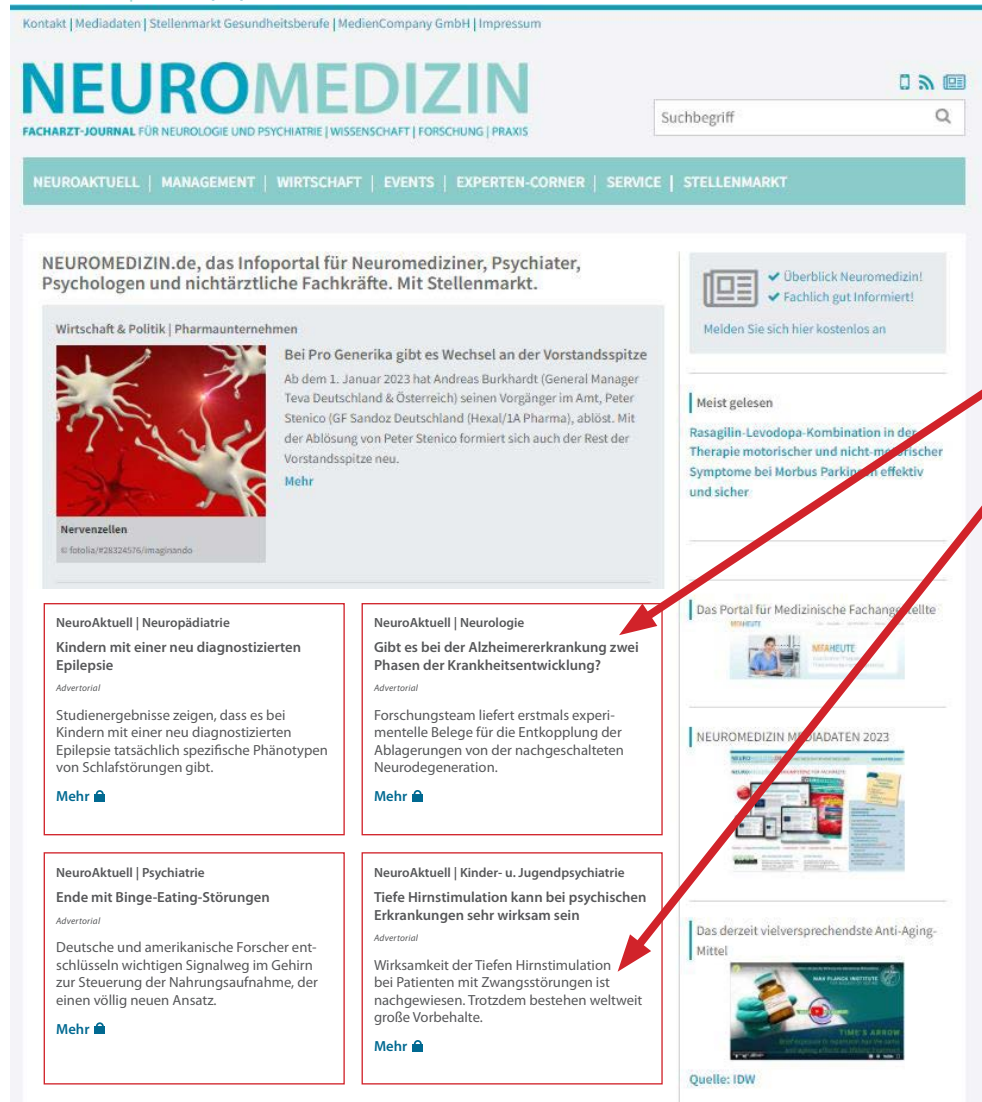 Kontakt | Mediadaten | Stellenmarkt Gesundheitsberufe | MedienCompany GmbH | Impressum
NEUROMEDIZIN
FACHARZT-JOURNAL FÜR NEUROLOGIE UND PSYCHIATRIE | WISSENSCHAFT | FORSCHUNG | PRAXIS
Suchbegriff
NEUROAKTUELL | MANAGEMENT | WIRTSCHAFT | EVENTS | EXPERTEN-CORNER | SERVICE | STELLENMARKT
NEUROMEDIZIN.de, das Infoportal für Neuromediziner, Psychiater,
Psychologen und nichtärztliche Fachkräfte. Mit Stellenmarkt.
Wirtschaft & Politik | Pharmaunternehmen
Bei Pro Generika gibt es Wechsel an der Vorstandsspitze
Ab dem 1. Januar 2023 hat Andreas Burkhardt (General Manager
Teva Deutschland & Österreich) seinen Vorgänger im Amt, Peter
Stenico (GF Sandoz Deutschland (Hexal/1A Pharma), ablöst. Mit
der Ablösung von Peter Stenico formiert sich auch der Rest der
Vorstandsspitze neu.
Mehr
Nervenzellen
© fotolia/#28324576/imaginando
NeuroAktuell | Neuropädiatrie
Kindern mit einer neu diagnostizierten
Epilepsie
Advertorial
Studienergebnisse zeigen, dass es bei
Kindern mit einer neu diagnostizierten
Epilepsie tatsächlich spezifische Phänotypen
von Schlafstörungen gibt.
Mehr
NeuroAktuell | Neurologie
Gibt es bei der Alzheimererkrankung zwei
Phasen der Krankheitsentwicklung?
Advertorial
Forschungsteam liefert erstmals experi-
mentelle Belege für die Entkopplung der
Ablagerungen von der nachgeschalteten
Neurodegeneration.
Mehr
NeuroAktuell | Psychiatrie
Ende mit Binge-Eating-Störungen
Advertorial
Deutsche und amerikanische Forscher ent-
schlüsseln wichtigen Signalweg im Gehirn
zur Steuerung der Nahrungsaufnahme, der
einen völlig neuen Ansatz.
Mehr
NeuroAktuell | Kinder- u. Jugendpsychiatrie
Tiefe Hirnstimulation kann bei psychischen
Erkrankungen sehr wirksam sein
Advertorial
Wirksamkeit der Tiefen Hirnstimulation
bei Patienten mit Zwangsstörungen ist
nachgewiesen. Trotzdem bestehen weltweit
große Vorbehalte.
Mehr
Überblick Neuromedizin!
Fachlich gut Informiert!
Melden Sie sich hier kostenlos an
Meist gelesen
Rasagilin-Levodopa-Kombination in der
Therapie motorischer und nicht-motorischer
Symptome bei Morbus Parkinson effektiv
und sicher
Das Portal für Medizinische Fachangestellte
MFAHEUTE
MFAHEUTE
NEUROMEDIZIN MEDIADATEN 2023
Das derzeit vielversprechendste Anti-Aging-
Mittel
MAX PLANCK INSTITUTE
TIME'S ARROW
Quelle: IDW